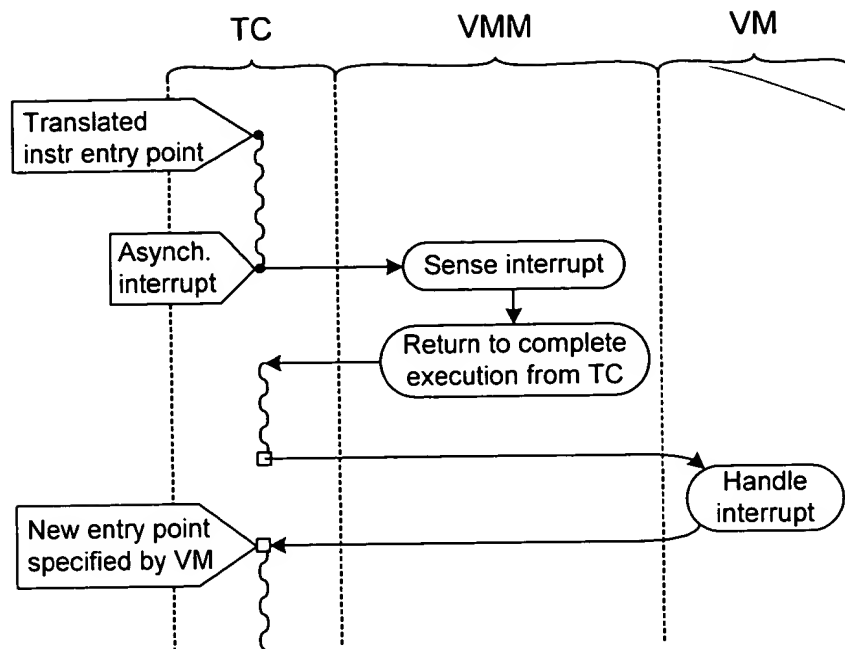 TC
VMM
VM
Translated
instr entry point
Asynch.
interrupt
Sense interrupt
Return to complete
execution from TC
Handle
interrupt
New entry point
specified by VM